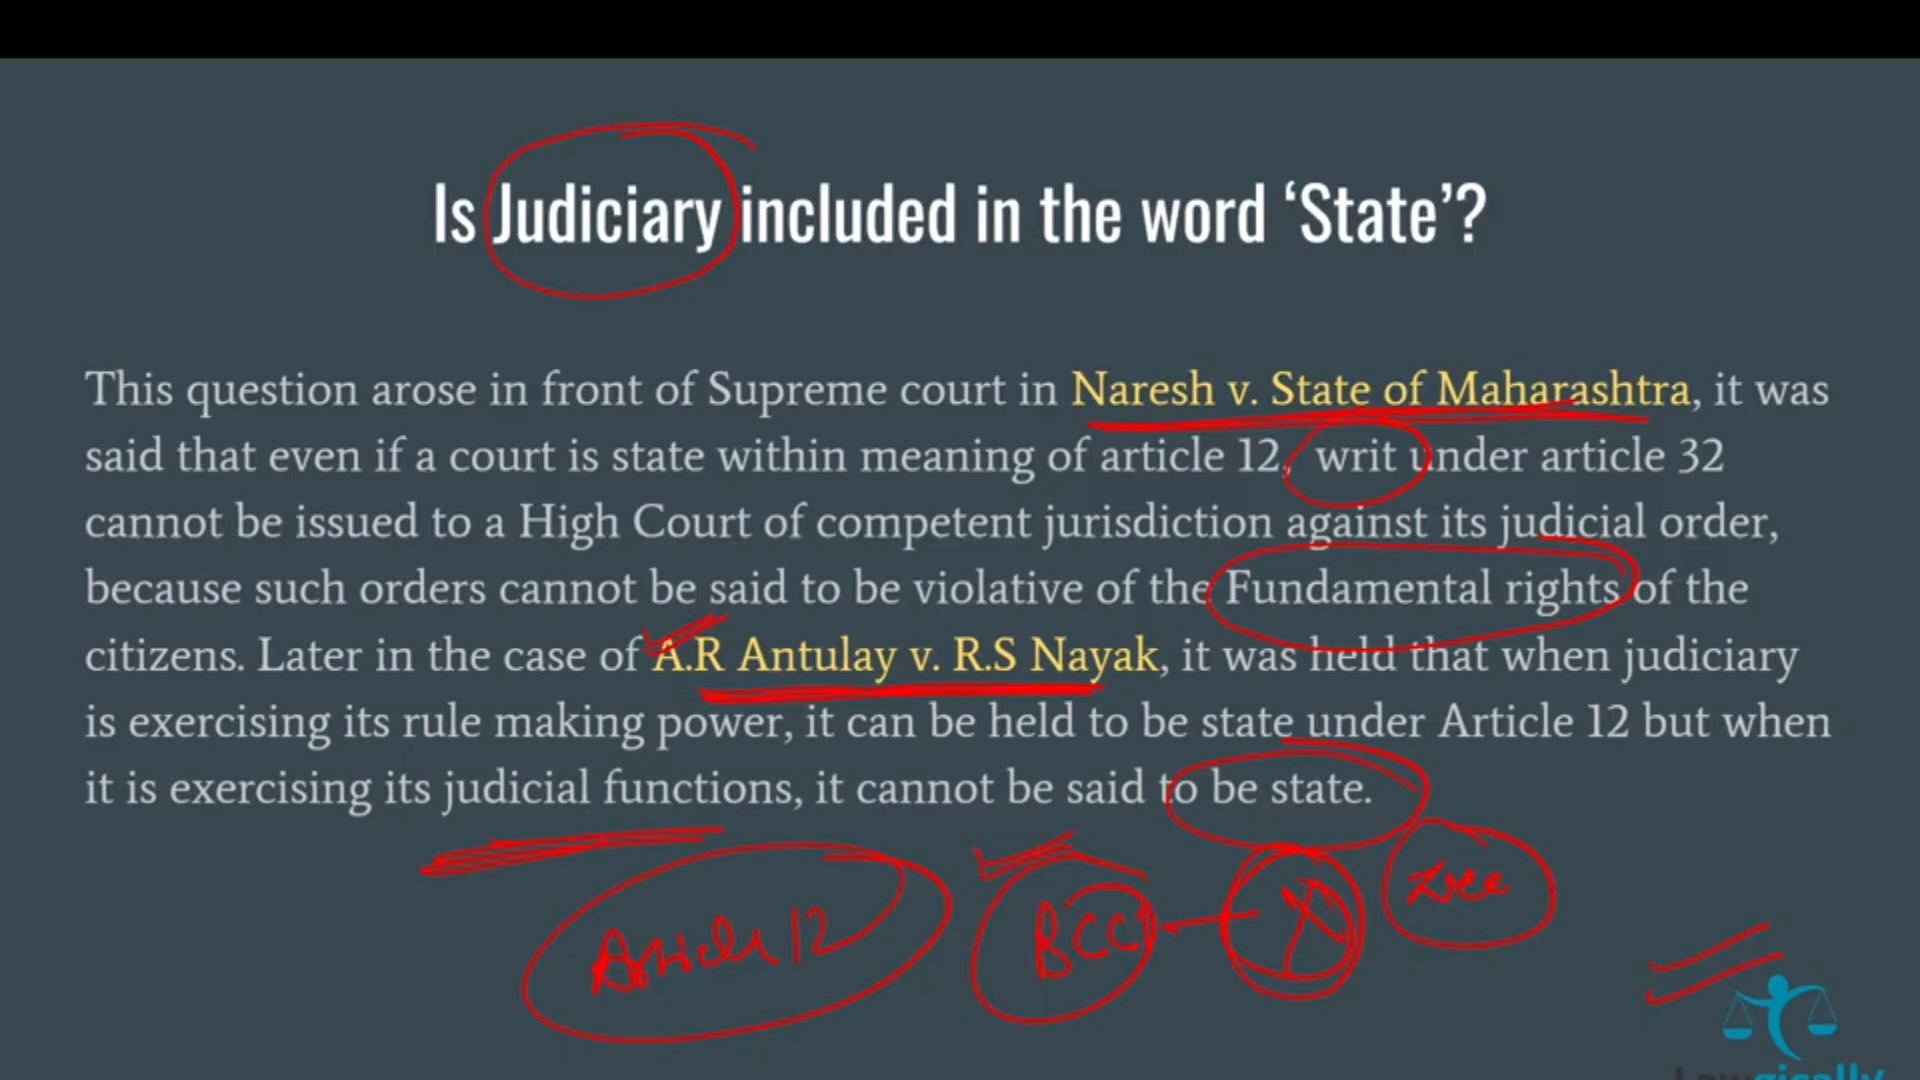 Is Judiciary included in the word ‘State’?
This question arose in front of Supreme court in Naresh v. State of Maharashtra, it was
said that even if a court is state within meaning of article 12, writ under article 32
cannot be issued to a High Court of competent jurisdiction against its judicial order,
because such orders cannot be said to be violative of the Fundamental rights of the
citizens. Later in the case of A.R Antulay v. R.S Nayak, it was held that when judiciary
is exercising its rule making power, it can be held to be state under Article 12 but when
it is exercising its judicial functions, it cannot be said to be state.
Article 12 BCCI X